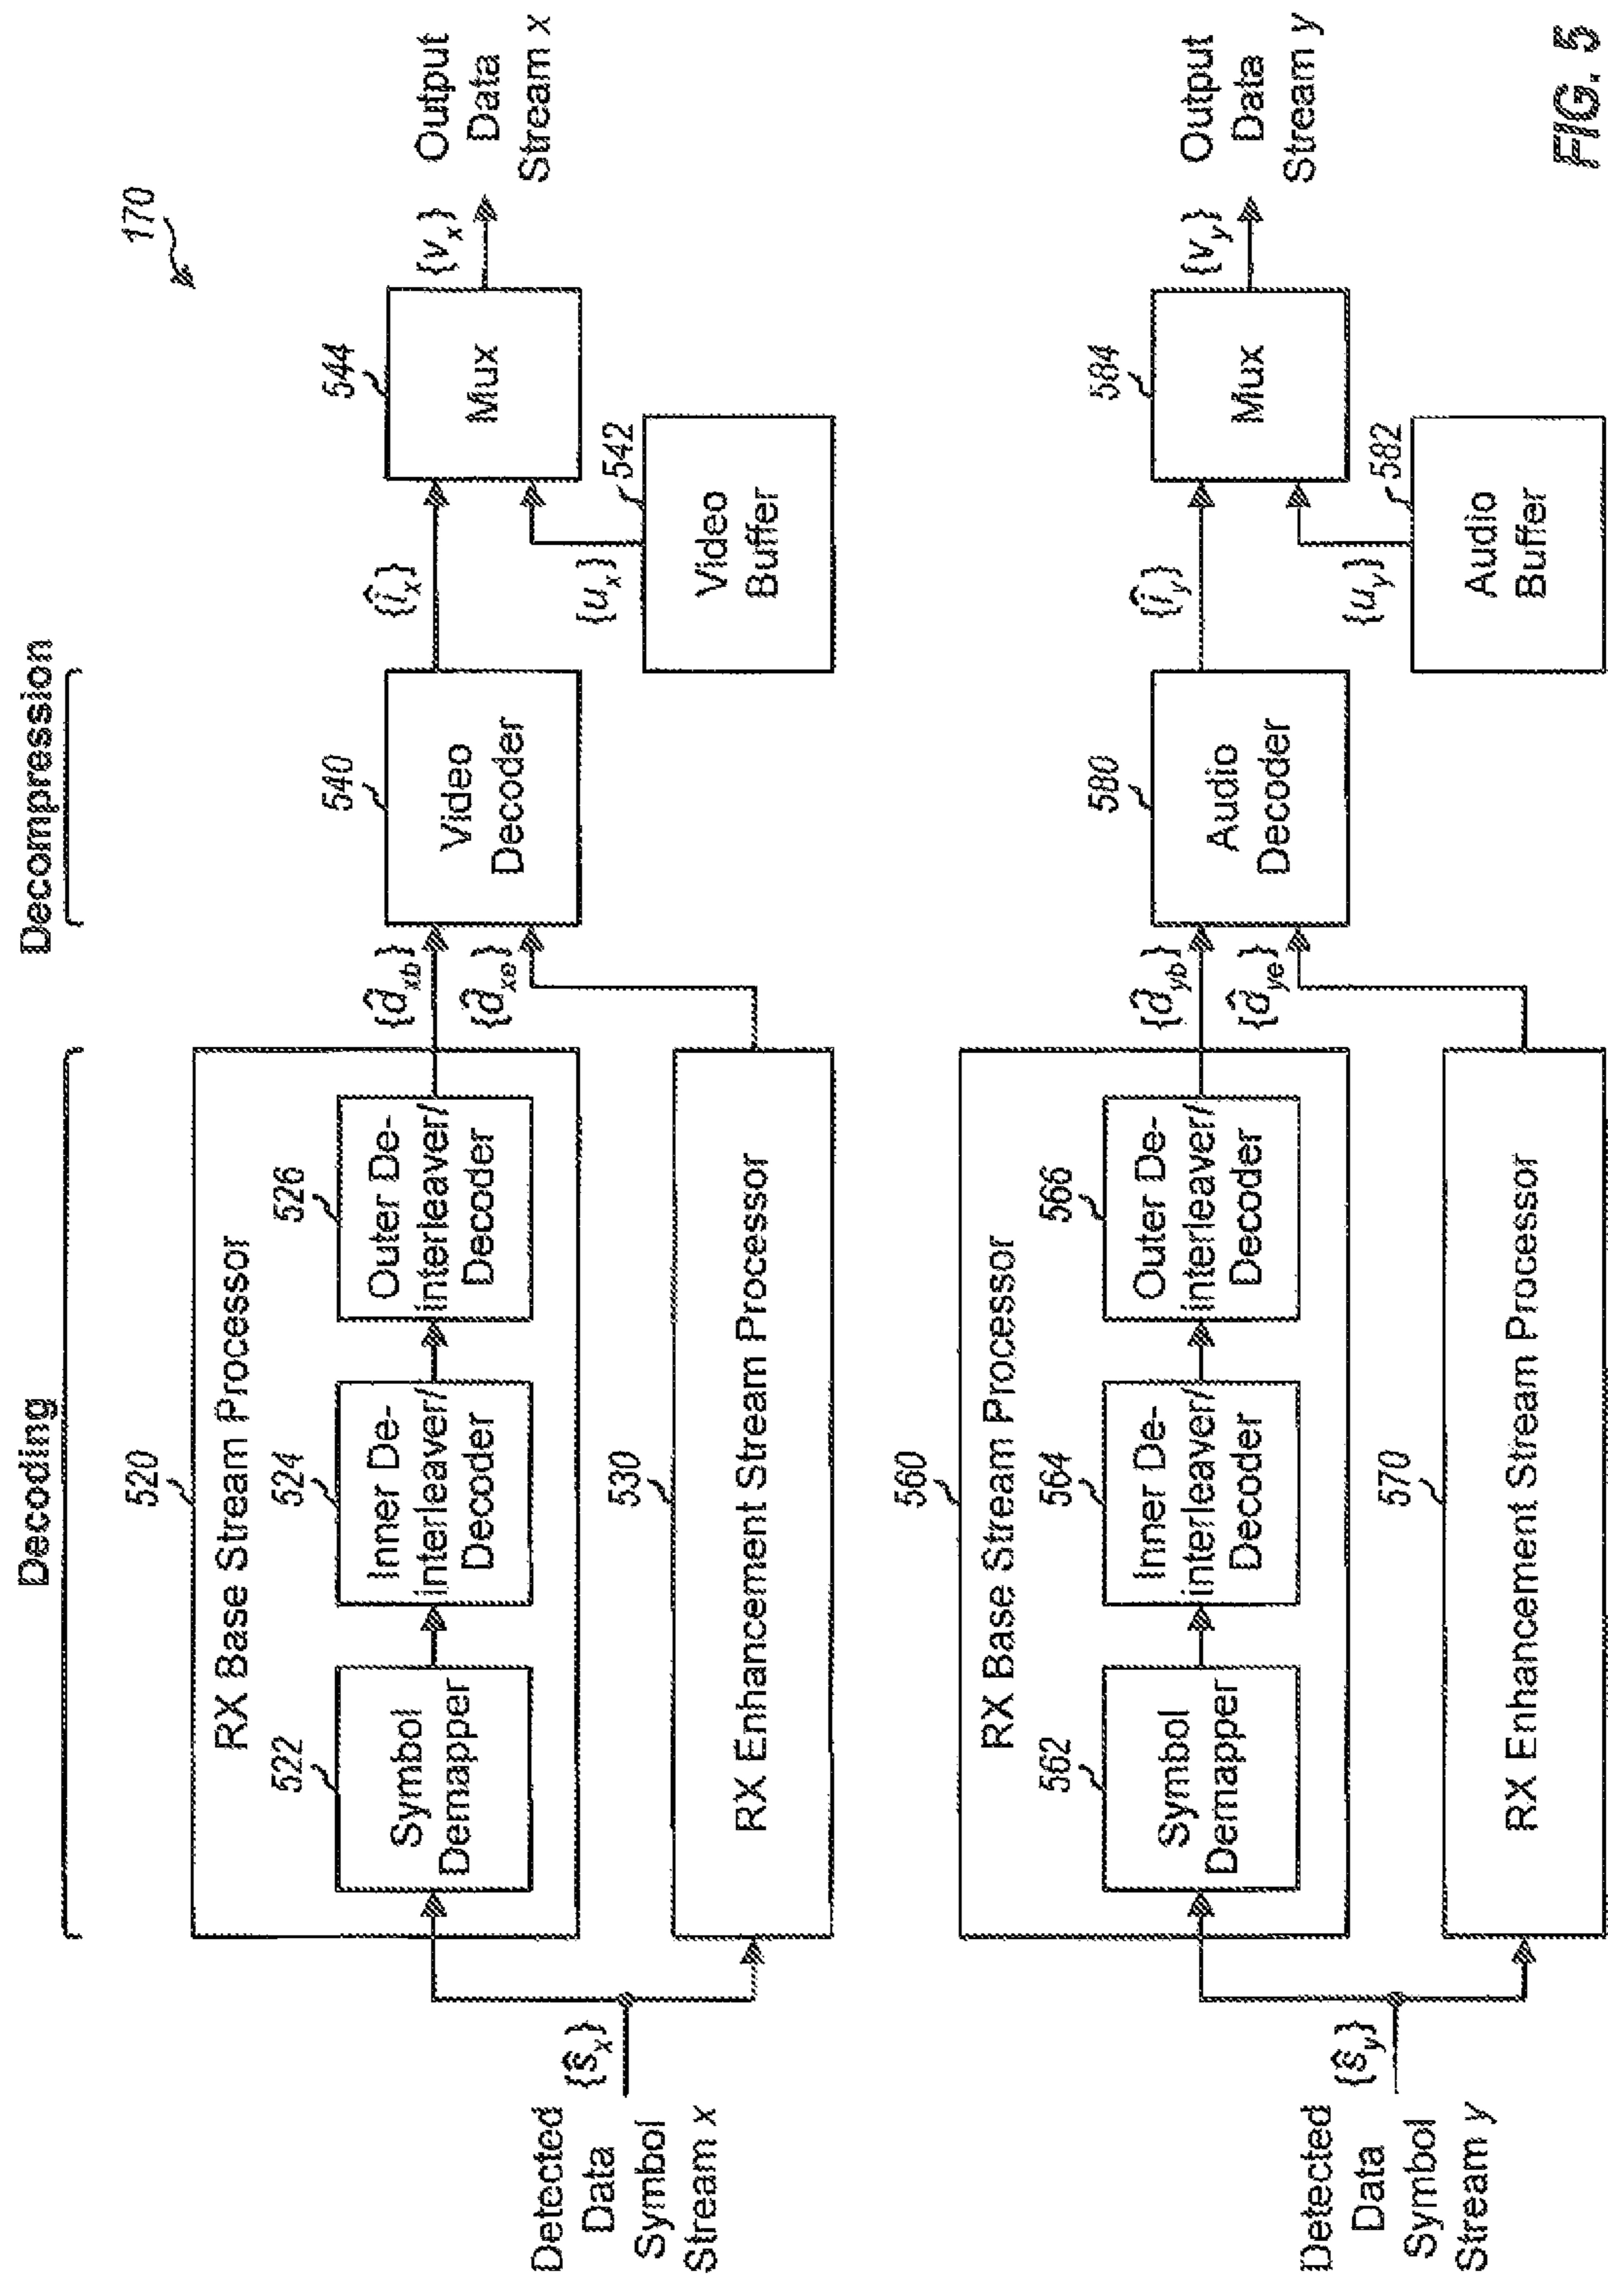 170
Decoding
Decompression
520
RX Base Stream Processor
522
Symbol
Demapper
524
Inner De-
interleaver/
Decoder
526
Outer De-
interleaver/
Decoder
{d̂xb}
{d̂xe}
540
Video
Decoder
{îx}
544
Mux
{vx}
Output
Data
Stream x
{ux}
542
Video
Buffer
Detected
Data
Symbol
Stream x
{ŝx}
530
RX Enhancement Stream Processor
560
RX Base Stream Processor
562
Symbol
Demapper
564
Inner De-
interleaver/
Decoder
566
Outer De-
interleaver/
Decoder
{d̂yb}
{d̂ye}
580
Audio
Decoder
{îy}
584
Mux
{vy}
Output
Data
Stream y
{uy}
582
Audio
Buffer
Detected
Data
Symbol
Stream y
{ŝy}
570
RX Enhancement Stream Processor
FIG. 5